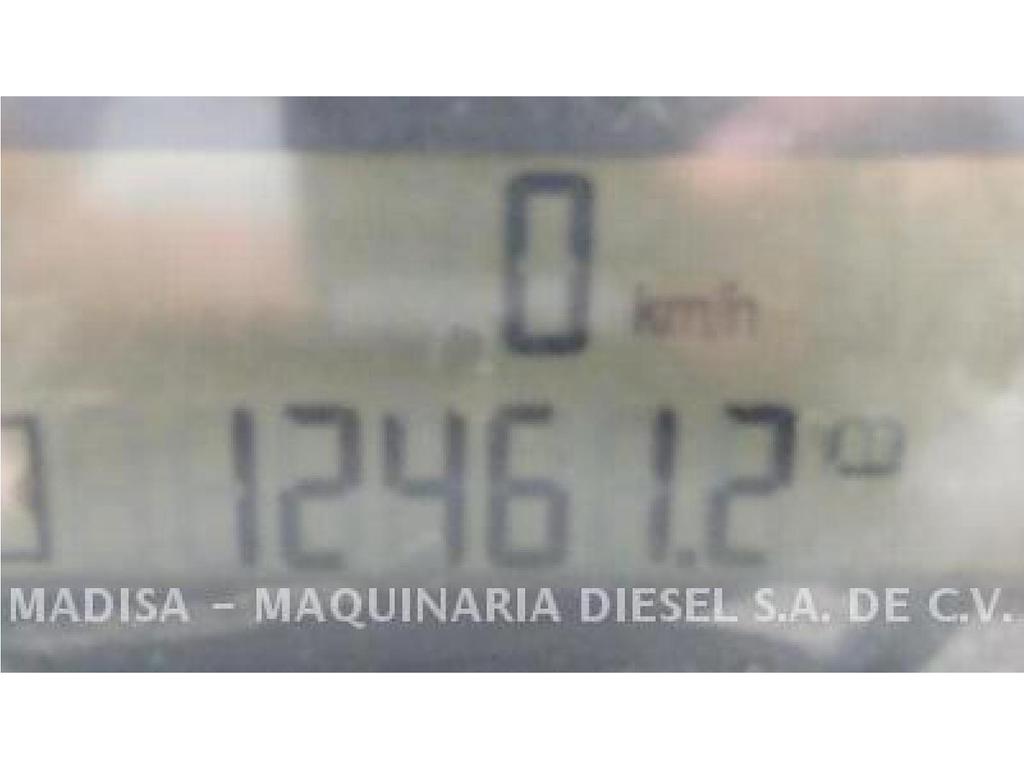 0 km/h
12461.2
MADISA - MAQUINARIA DIESEL S.A. DE C.V.